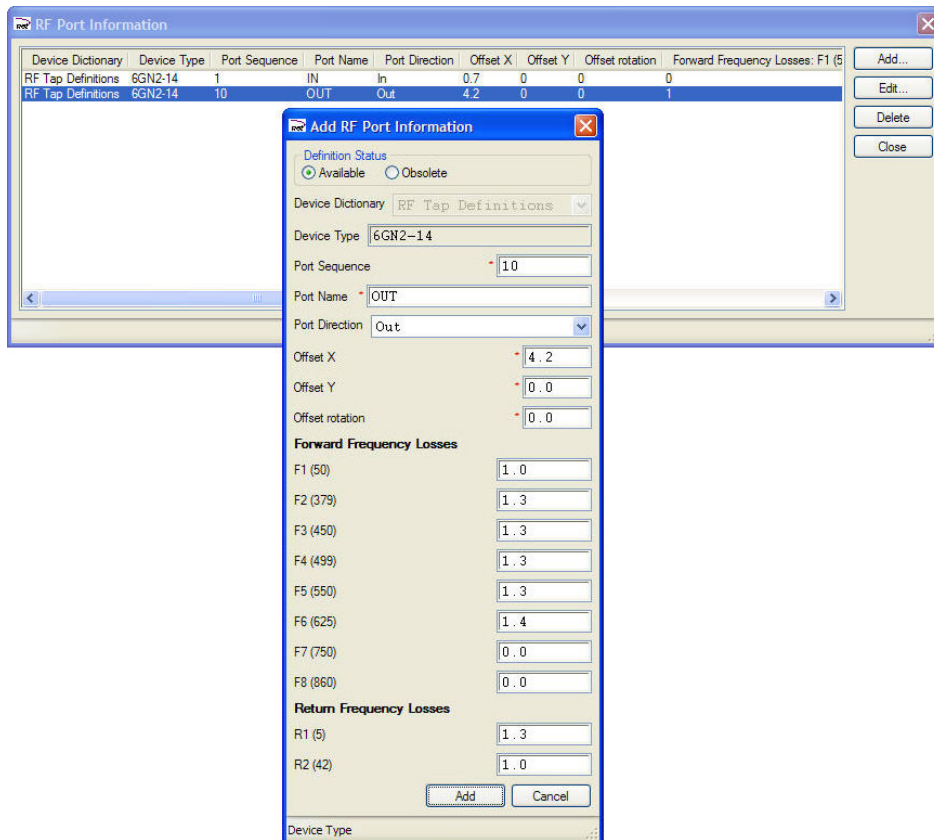 RF Port Information
Device Dictionary Device Type Port Sequence Port Name Port Direction Offset X Offset Y Offset rotation Forward Frequency Losses: F1 (5
RF Tap Definitions 6GN2-14 1 IN In 0.7 0 0 0
RF Tap Definitions 6GN2-14 10 OUT Out 4.2 0 0 1
Add...
Edit...
Delete
Close
Add RF Port Information
Definition Status
Available Obsolete
Device Dictionary RF Tap Definitions
Device Type 6GN2-14
Port Sequence * 10
Port Name * OUT
Port Direction Out
Offset X * 4.2
Offset Y * 0.0
Offset rotation * 0.0
Forward Frequency Losses
F1 (50) 1.0
F2 (379) 1.3
F3 (450) 1.3
F4 (499) 1.3
F5 (550) 1.3
F6 (625) 1.4
F7 (750) 0.0
F8 (860) 0.0
Return Frequency Losses
R1 (5) 1.3
R2 (42) 1.0
Add Cancel
Device Type